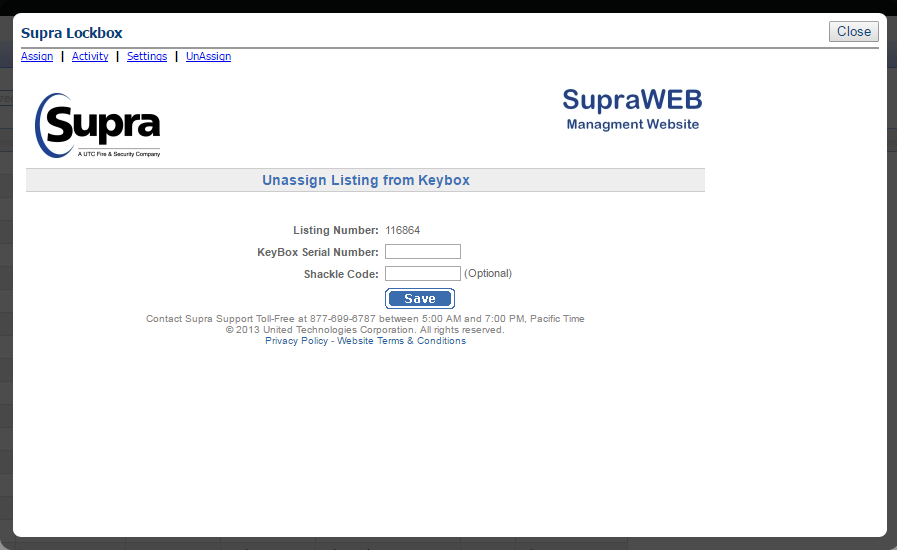 Supra Lockbox
Close
Assign | Activity | Settings | UnAssign
Supra
A UTC Fire & Security Company
SupraWEB
Managment Website
Unassign Listing from Keybox
Listing Number: 116864
KeyBox Serial Number:
Shackle Code: (Optional)
Save
Contact Supra Support Toll-Free at 877-699-6787 between 5:00 AM and 7:00 PM, Pacific Time
© 2013 United Technologies Corporation. All rights reserved.
Privacy Policy - Website Terms & Conditions